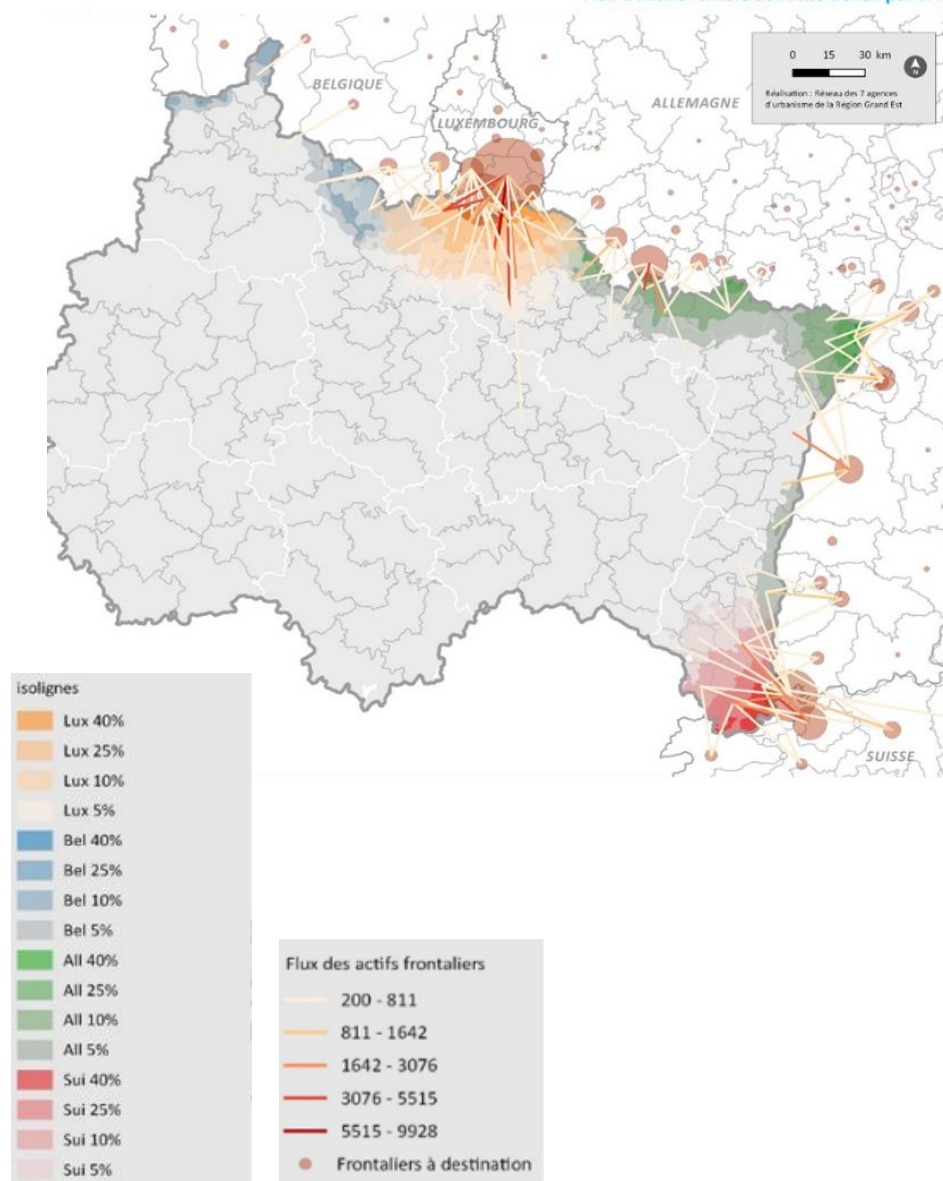 0 15 30 km
N
Réalisation : Réseau des 7 agences
d'urbanisme de la Région Grand Est
BELGIQUE
ALLEMAGNE
LUXEMBOURG
SUISSE
isolignes
Lux 40%
Lux 25%
Lux 10%
Lux 5%
Bel 40%
Bel 25%
Bel 10%
Bel 5%
All 40%
All 25%
All 10%
All 5%
Sui 40%
Sui 25%
Sui 10%
Sui 5%
Flux des actifs frontaliers
200 - 811
811 - 1642
1642 - 3076
3076 - 5515
5515 - 9928
Frontaliers à destination